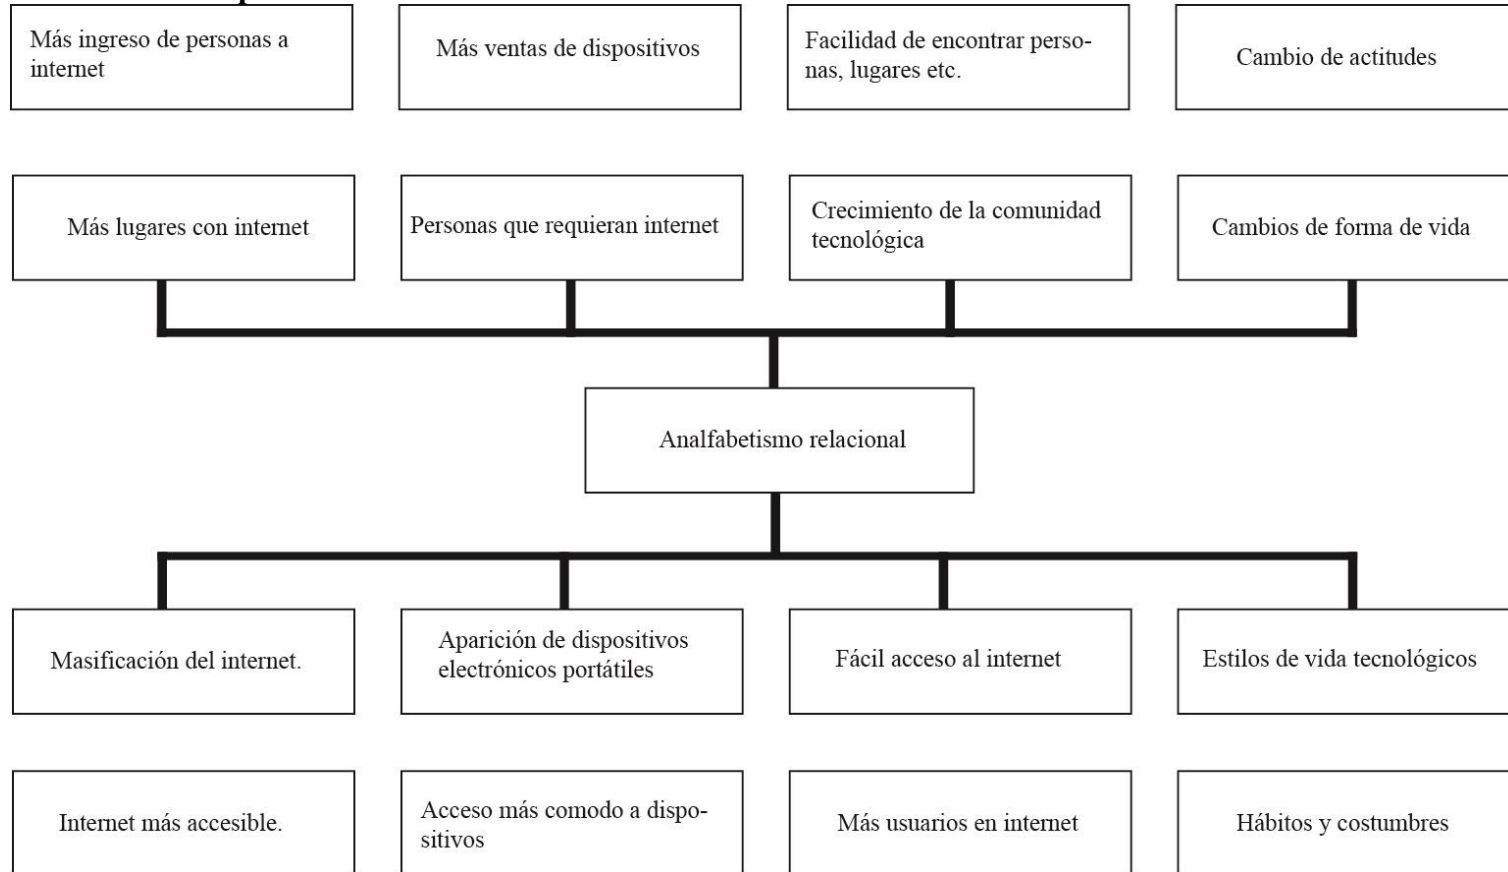 Más ingreso de personas a
internet
Más ventas de dispositivos
Facilidad de encontrar perso-
nas, lugares etc.
Cambio de actitudes
Más lugares con internet
Personas que requieran internet
Crecimiento de la comunidad
tecnológica
Cambios de forma de vida
Analfabetismo relacional
Masificación del internet.
Aparición de dispositivos
electrónicos portátiles
Fácil acceso al internet
Estilos de vida tecnológicos
Internet más accesible.
Acceso más comodo a dispo-
sitivos
Más usuarios en internet
Hábitos y costumbres